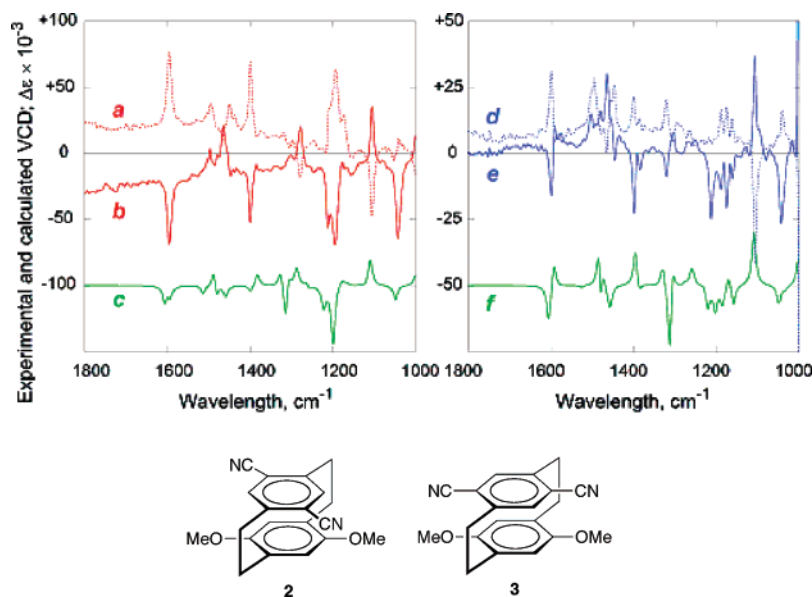 Experimental and calculated VCD; Δε × 10⁻³
+100
+50
0
-50
-100
a
b
c
1800 1600 1400 1200 1000
Wavelength, cm⁻¹
+50
+25
0
-25
-50
d
e
f
1800 1600 1400 1200 1000
Wavelength, cm⁻¹
NC
CN
MeO
OMe
2
NC
CN
MeO
OMe
3